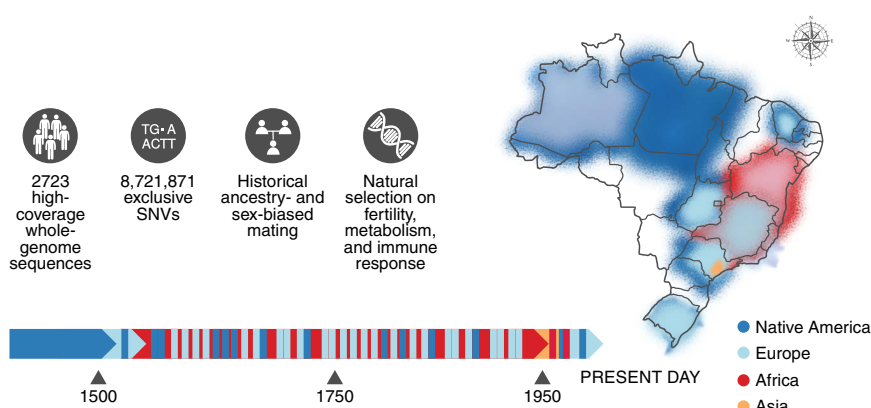 N
W
E
S
TG▪A
ACTT
2723
high-
coverage
whole-
genome
sequences
8,721,871
exclusive
SNVs
Historical
ancestry- and
sex-biased
mating
Natural
selection on
fertility,
metabolism,
and immune
response
1500
1750
1950
PRESENT DAY
Native America
Europe
Africa
Asia